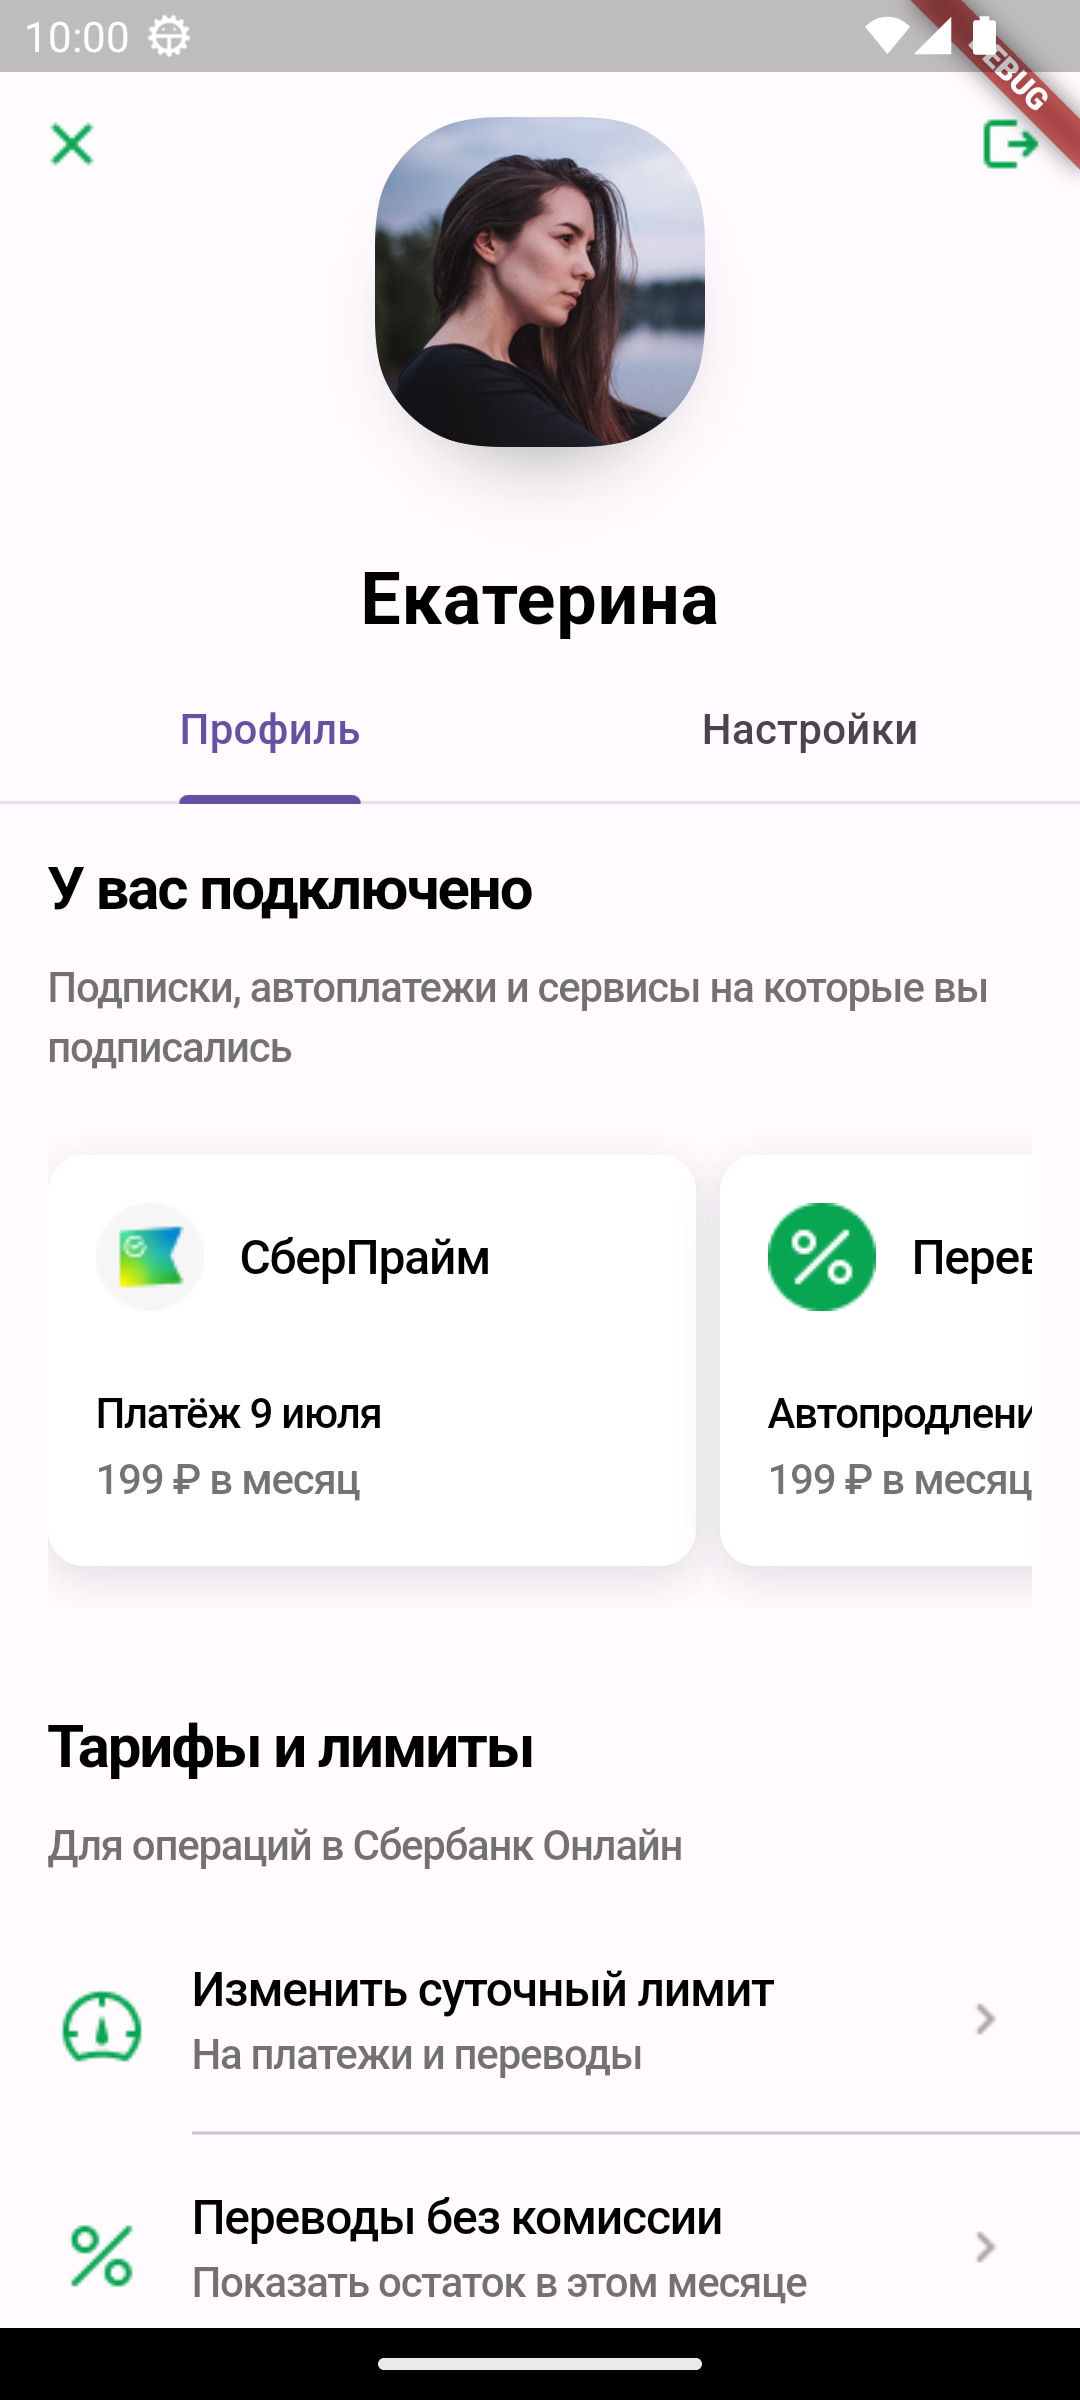 10:00
DEBUG
Екатерина
Профиль
Настройки
У вас подключено
Подписки, автоплатежи и сервисы на которые вы
подписались
СберПрайм
Платёж 9 июля
199 ₽ в месяц
Перев
Автопродлени
199 ₽ в месяц
Тарифы и лимиты
Для операций в Сбербанк Онлайн
Изменить суточный лимит
На платежи и переводы
Переводы без комиссии
Показать остаток в этом месяце